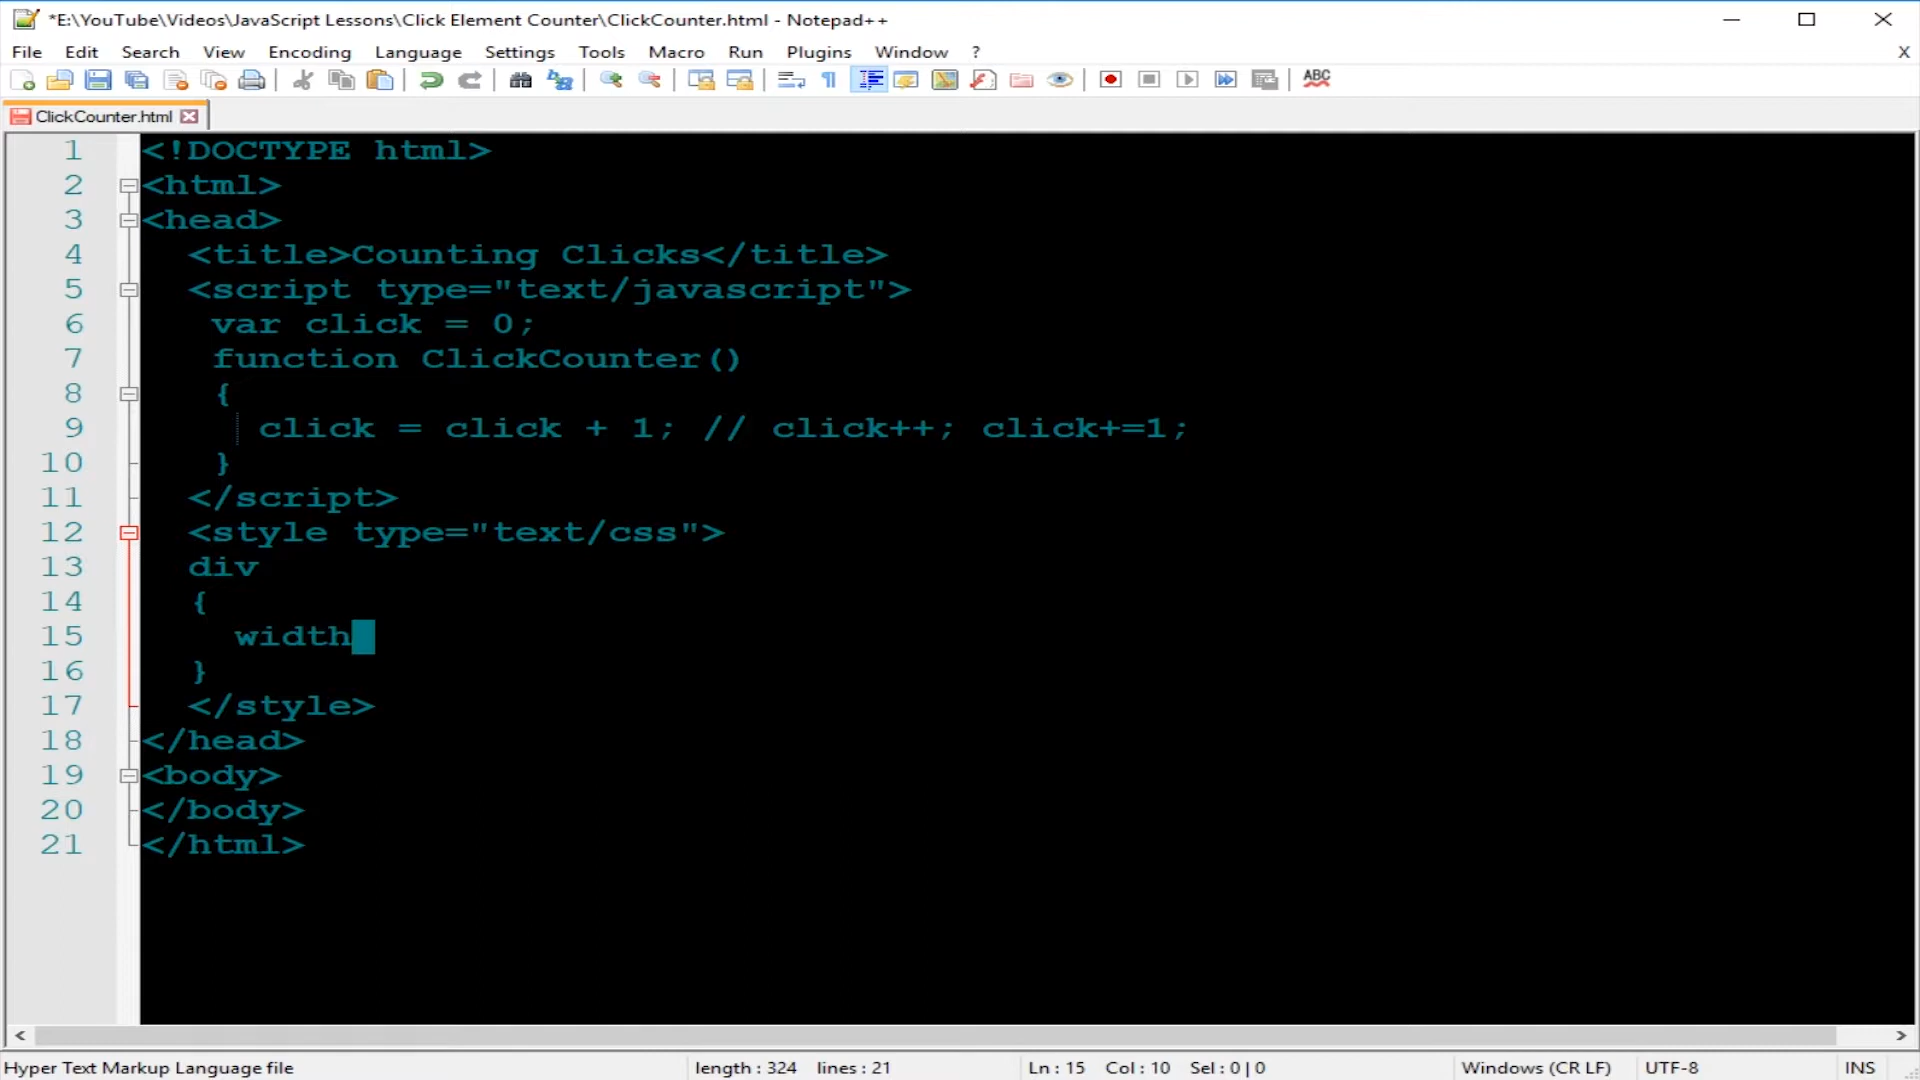 *E:\YouTube\Videos\JavaScript Lessons\Click Element Counter\ClickCounter.html - Notepad++
File Edit Search View Encoding Language Settings Tools Macro Run Plugins Window ? X
ABC
ClickCounter.html
1 <!DOCTYPE html>
2 <html>
3 <head>
4 <title>Counting Clicks</title>
5 <script type="text/javascript">
6 var click = 0;
7 function ClickCounter()
8 {
9 click = click + 1; // click++; click+=1;
10 }
11 </script>
12 <style type="text/css">
13 div
14 {
15 width
16 }
17 </style>
18 </head>
19 <body>
20 </body>
21 </html>
Hyper Text Markup Language file length : 324 lines : 21 Ln : 15 Col : 10 Sel : 0 | 0 Windows (CR LF) UTF-8 INS